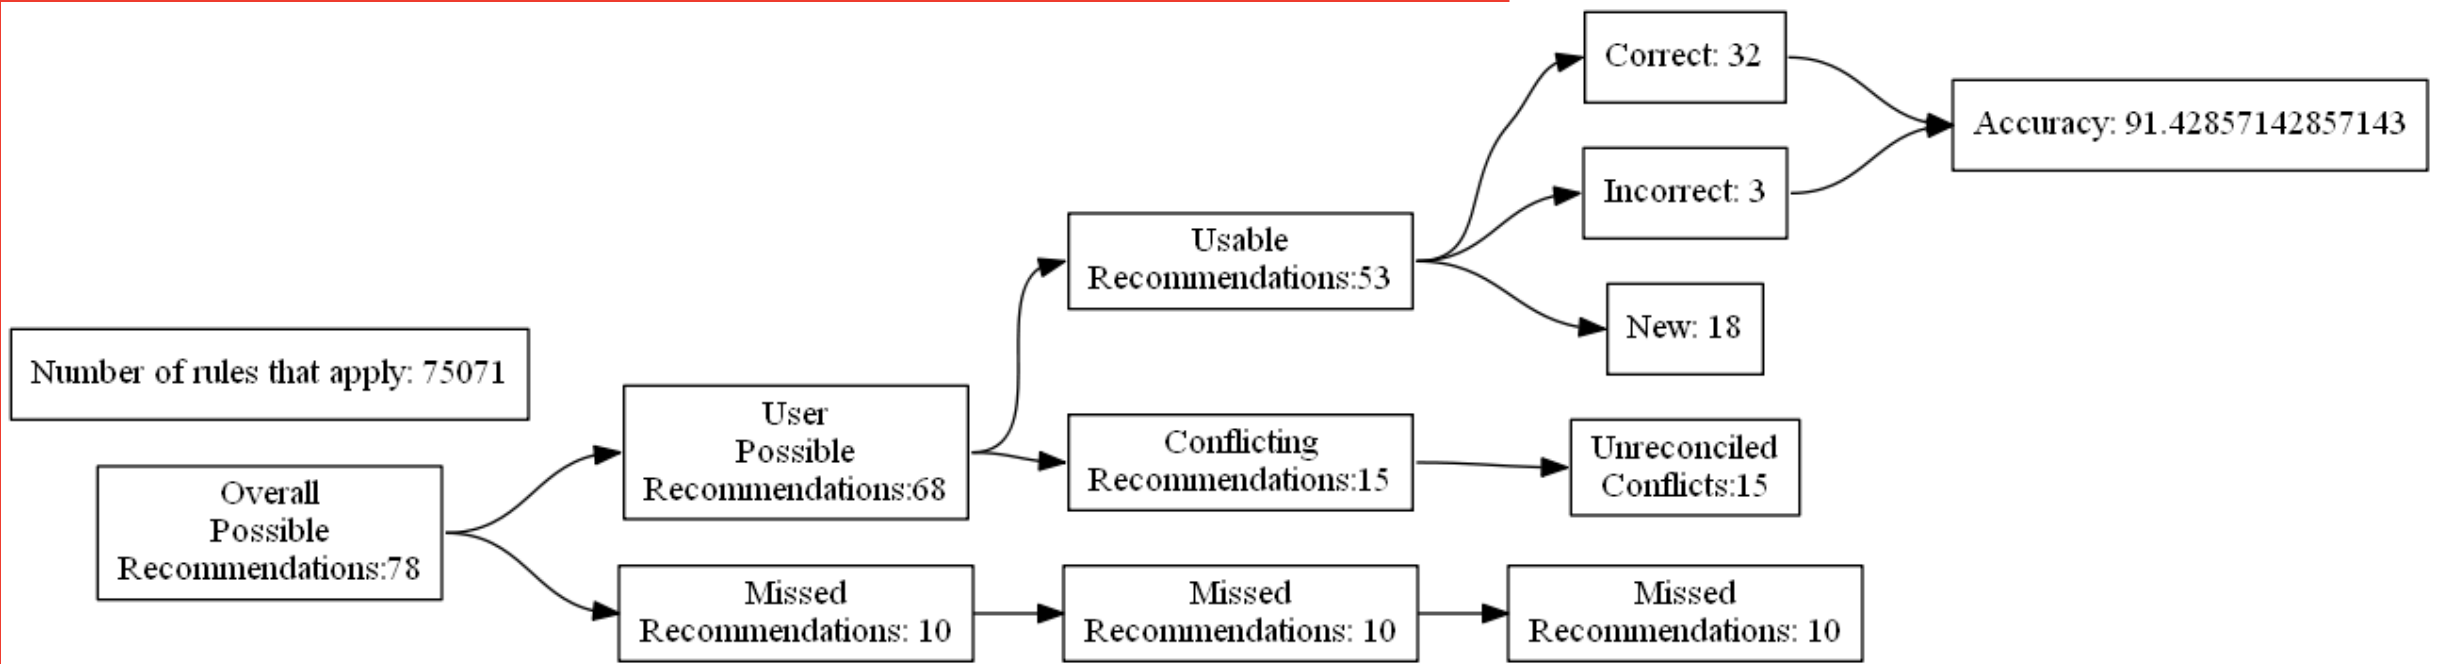 Correct: 32
Accuracy: 91.42857142857143
Incorrect: 3
Usable
Recommendations:53
New: 18
Number of rules that apply: 75071
User
Possible
Recommendations:68
Conflicting
Recommendations:15
Unreconciled
Conflicts:15
Overall
Possible
Recommendations:78
Missed
Recommendations: 10
Missed
Recommendations: 10
Missed
Recommendations: 10